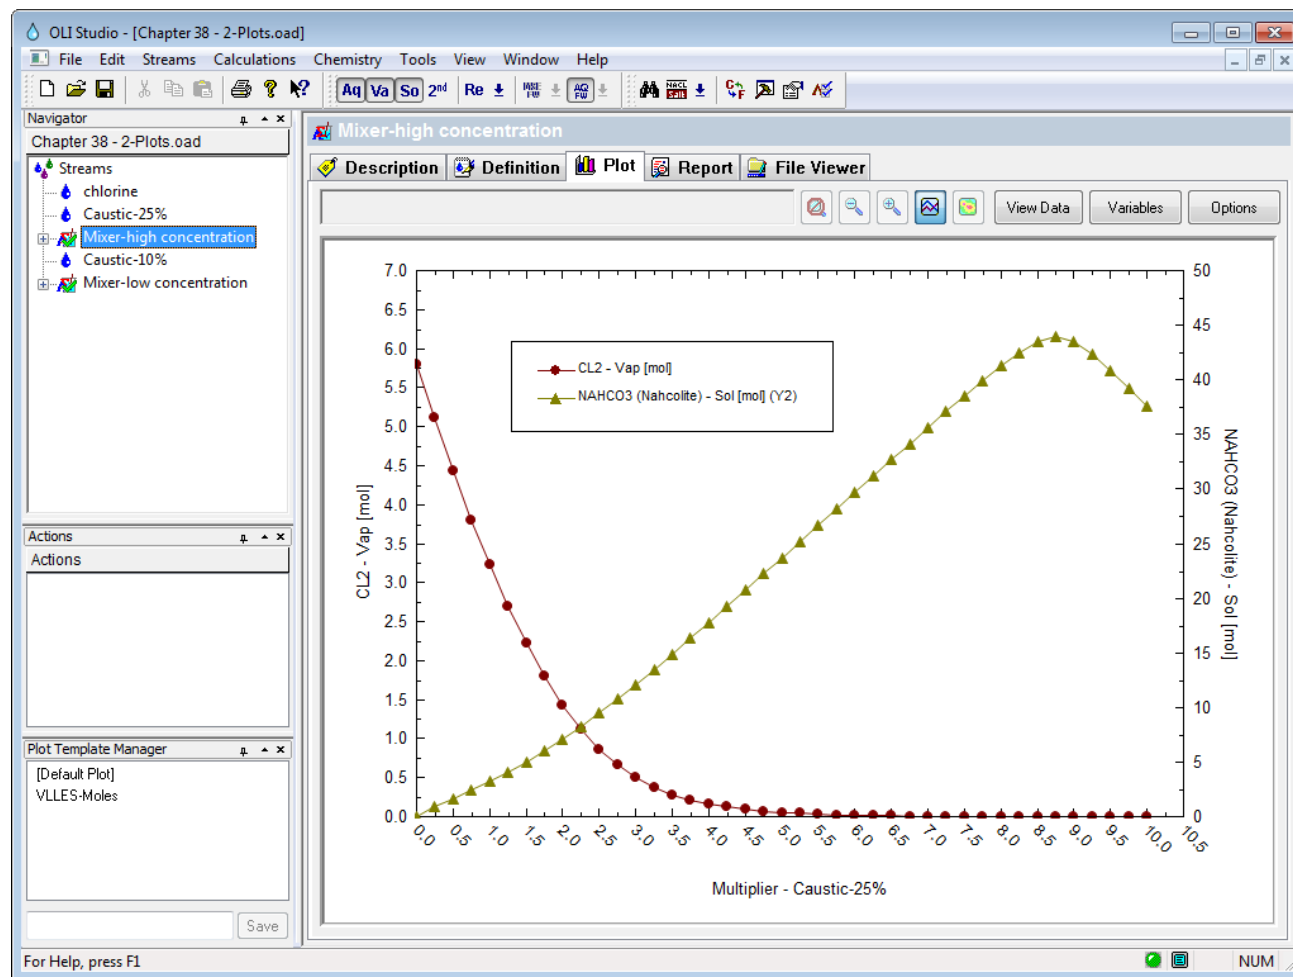 OLI Studio - [Chapter 38 - 2-Plots.oad]
File Edit Streams Calculations Chemistry Tools View Window Help
Aq Va So 2nd Re
Navigator
Chapter 38 - 2-Plots.oad
Streams
chlorine
Caustic-25%
Mixer-high concentration
Caustic-10%
Mixer-low concentration
Actions
Actions
Plot Template Manager
[Default Plot]
VLLES-Moles
Save
Mixer-high concentration
Description Definition Plot Report File Viewer
View Data Variables Options
7.0
6.5
6.0
5.5
5.0
4.5
4.0
3.5
3.0
2.5
2.0
1.5
1.0
0.5
0.0
CL2 - Vap [mol]
CL2 - Vap [mol]
NAHCO3 (Nahcolite) - Sol [mol] (Y2)
50
45
40
35
30
25
20
15
10
5
0
NAHCO3 (Nahcolite) - Sol [mol]
0.0 0.5 1.0 1.5 2.0 2.5 3.0 3.5 4.0 4.5 5.0 5.5 6.0 6.5 7.0 7.5 8.0 8.5 9.0 9.5 10.0 10.5
Multiplier - Caustic-25%
For Help, press F1
NUM